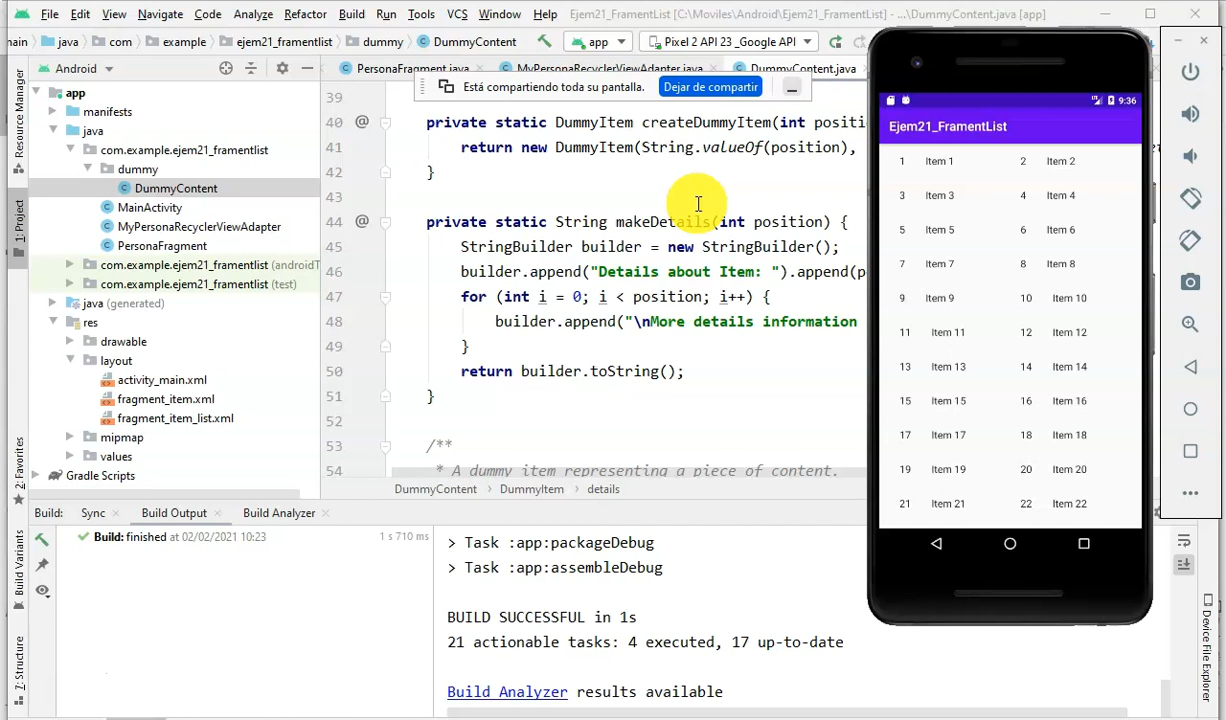 File Edit View Navigate Code Analyze Refactor Build Run Tools VCS Window Help Ejem21_FramentList [C:\Moviles\Android\Ejem21_FramentList] - ...\DummyContent.java [app]
java com example ejem21_framentlist dummy DummyContent app Pixel 2 API 23 _Google API
Android
PersonaFragment.java MyPersonaRecyclerViewAdapter.java DummyContent.java
Está compartiendo toda su pantalla. Dejar de compartir
Resource Manager
1: Project
2: Favorites
Build Variants
7: Structure
app
manifests
java
com.example.ejem21_framentlist
dummy
DummyContent
MainActivity
MyPersonaRecyclerViewAdapter
PersonaFragment
com.example.ejem21_framentlist (androidT
com.example.ejem21_framentlist (test)
java (generated)
res
drawable
layout
activity_main.xml
fragment_item.xml
fragment_item_list.xml
mipmap
values
Gradle Scripts
39
40 @ private static DummyItem createDummyItem(int positi
41 return new DummyItem(String.valueOf(position),
42 }
43
44 @ private static String makeDetails(int position) {
45 StringBuilder builder = new StringBuilder();
46 builder.append("Details about Item: ").append(p
47 for (int i = 0; i < position; i++) {
48 builder.append("\nMore details information
49 }
50 return builder.toString();
51 }
52
53 /**
54 * A dummy item representing a piece of content.
DummyContent DummyItem details
Build: Sync Build Output Build Analyzer
Build: finished at 02/02/2021 10:23 1 s 710 ms
> Task :app:packageDebug
> Task :app:assembleDebug
BUILD SUCCESSFUL in 1s
21 actionable tasks: 4 executed, 17 up-to-date
Build Analyzer results available
9:36
Ejem21_FramentList
1 Item 1 2 Item 2
3 Item 3 4 Item 4
5 Item 5 6 Item 6
7 Item 7 8 Item 8
9 Item 9 10 Item 10
11 Item 11 12 Item 12
13 Item 13 14 Item 14
15 Item 15 16 Item 16
17 Item 17 18 Item 18
19 Item 19 20 Item 20
21 Item 21 22 Item 22
Device File Explorer